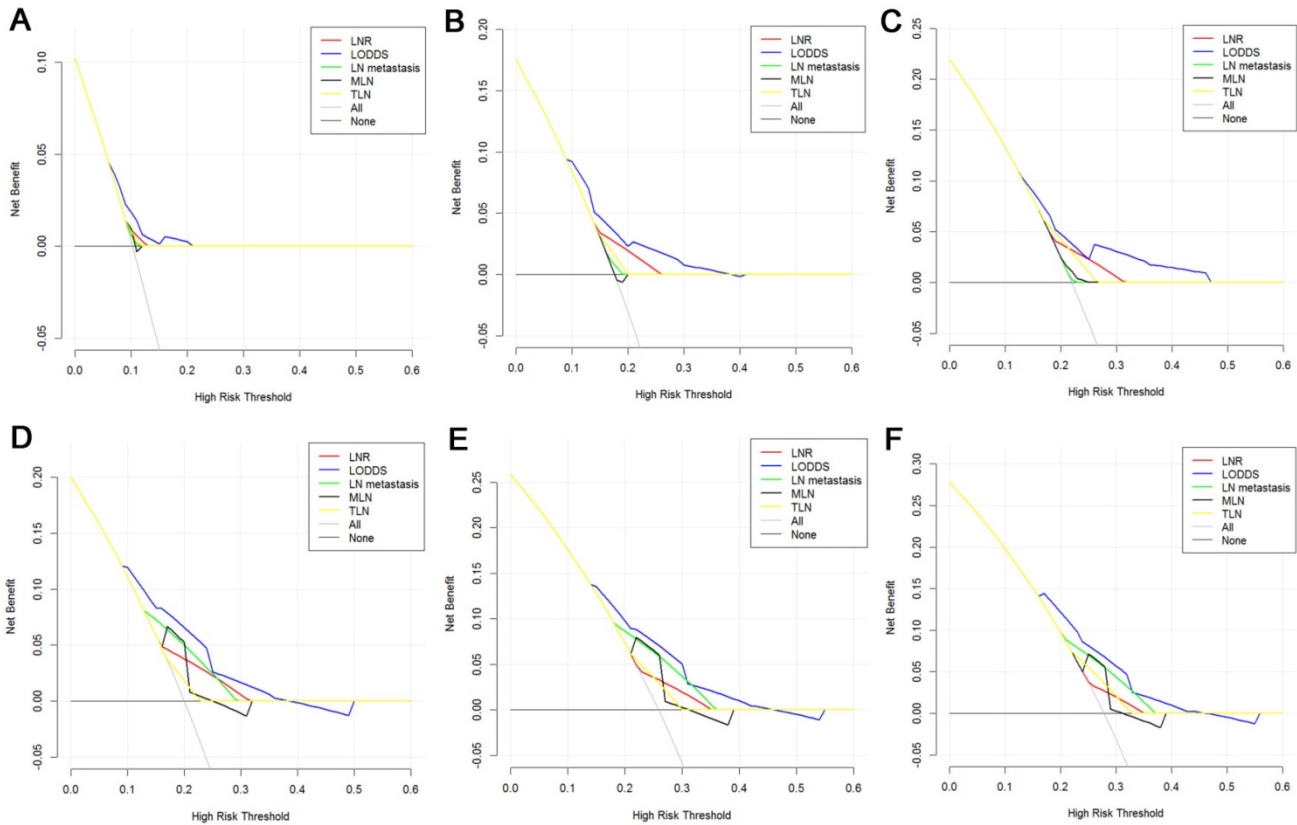 A
LNR
LODDS
LN metastasis
MLN
TLN
All
None
Net Benefit
0.10
0.05
0.00
-0.05
0.0 0.1 0.2 0.3 0.4 0.5 0.6
High Risk Threshold
B
LNR
LODDS
LN metastasis
MLN
TLN
All
None
Net Benefit
0.20
0.15
0.10
0.05
0.00
-0.05
0.0 0.1 0.2 0.3 0.4 0.5 0.6
High Risk Threshold
C
LNR
LODDS
LN metastasis
MLN
TLN
All
None
Net Benefit
0.25
0.20
0.15
0.10
0.05
0.00
-0.05
0.0 0.1 0.2 0.3 0.4 0.5 0.6
High Risk Threshold
D
LNR
LODDS
LN metastasis
MLN
TLN
All
None
Net Benefit
0.20
0.15
0.10
0.05
0.00
-0.05
0.0 0.1 0.2 0.3 0.4 0.5 0.6
High Risk Threshold
E
LNR
LODDS
LN metastasis
MLN
TLN
All
None
Net Benefit
0.25
0.20
0.15
0.10
0.05
0.00
-0.05
0.0 0.1 0.2 0.3 0.4 0.5 0.6
High Risk Threshold
F
LNR
LODDS
LN metastasis
MLN
TLN
All
None
Net Benefit
0.30
0.25
0.20
0.15
0.10
0.05
0.00
-0.05
0.0 0.1 0.2 0.3 0.4 0.5 0.6
High Risk Threshold